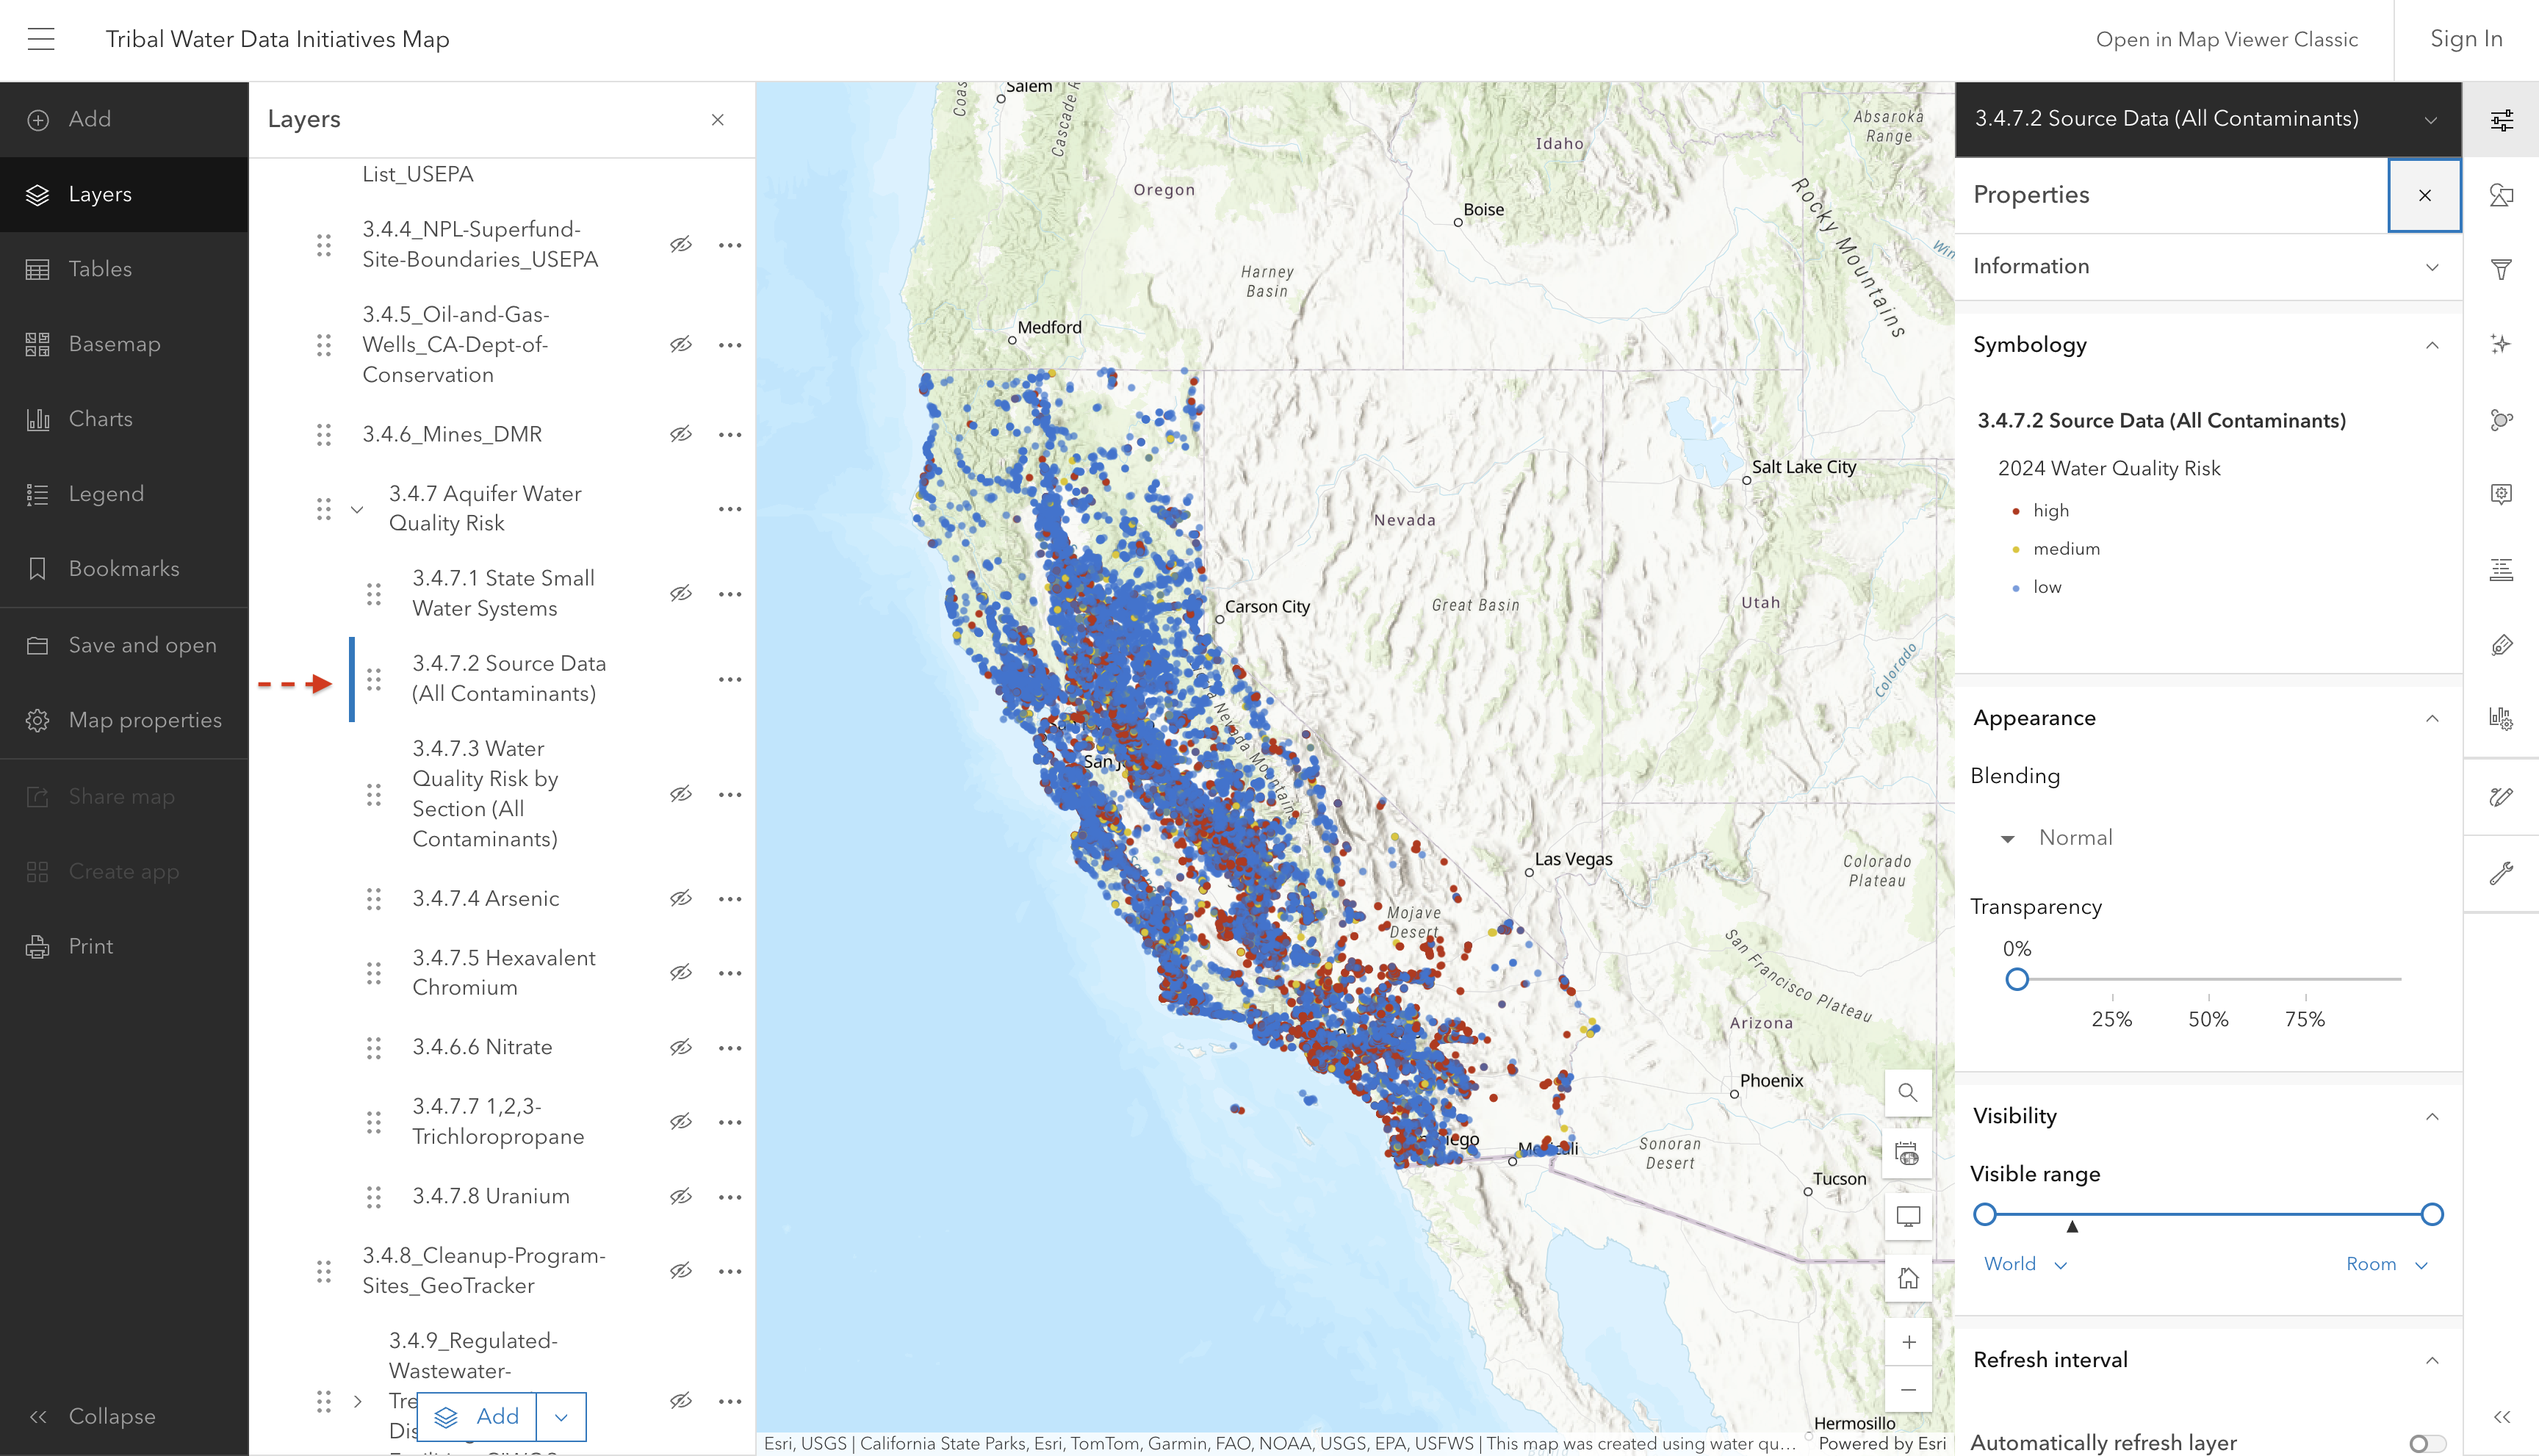 Tribal Water Data Initiatives Map
Open in Map Viewer Classic
Sign In
Add
Layers
Tables
Basemap
Charts
Legend
Bookmarks
Save and open
Map properties
Share map
Create app
Print
Collapse
Layers
List_USEPA
3.4.4_NPL-Superfund-
Site-Boundaries_USEPA
3.4.5_Oil-and-Gas-
Wells_CA-Dept-of-
Conservation
3.4.6_Mines_DMR
3.4.7 Aquifer Water
Quality Risk
3.4.7.1 State Small
Water Systems
3.4.7.2 Source Data
(All Contaminants)
3.4.7.3 Water
Quality Risk by
Section (All
Contaminants)
3.4.7.4 Arsenic
3.4.7.5 Hexavalent
Chromium
3.4.6.6 Nitrate
3.4.7.7 1,2,3-
Trichloropropane
3.4.7.8 Uranium
3.4.8_Cleanup-Program-
Sites_GeoTracker
3.4.9_Regulated-
Wastewater-
Tre
Dis
Add
Salem
Coas
Cascade R
Oregon
Idaho
Absaroka
Range
Boise
Rocky Mountains
Win
Harney
Basin
Medford
Salt Lake City
Nevada
Carson City
Great Basin
Utah
Colorado
San J
Nevada Mountain
Las Vegas
Colorado
Plateau
Mojave
Desert
San Francisco Plateau
Arizona
Phoenix
iego
Sonoran
Desert
Tucson
Hermosillo
Esri, USGS | California State Parks, Esri, TomTom, Garmin, FAO, NOAA, USGS, EPA, USFWS | This map was created using water qu...
Powered by Esri
3.4.7.2 Source Data (All Contaminants)
Properties
Information
Symbology
3.4.7.2 Source Data (All Contaminants)
2024 Water Quality Risk
high
medium
low
Appearance
Blending
Normal
Transparency
0%
25% 50% 75%
Visibility
Visible range
World
Room
Refresh interval
Automatically refresh layer